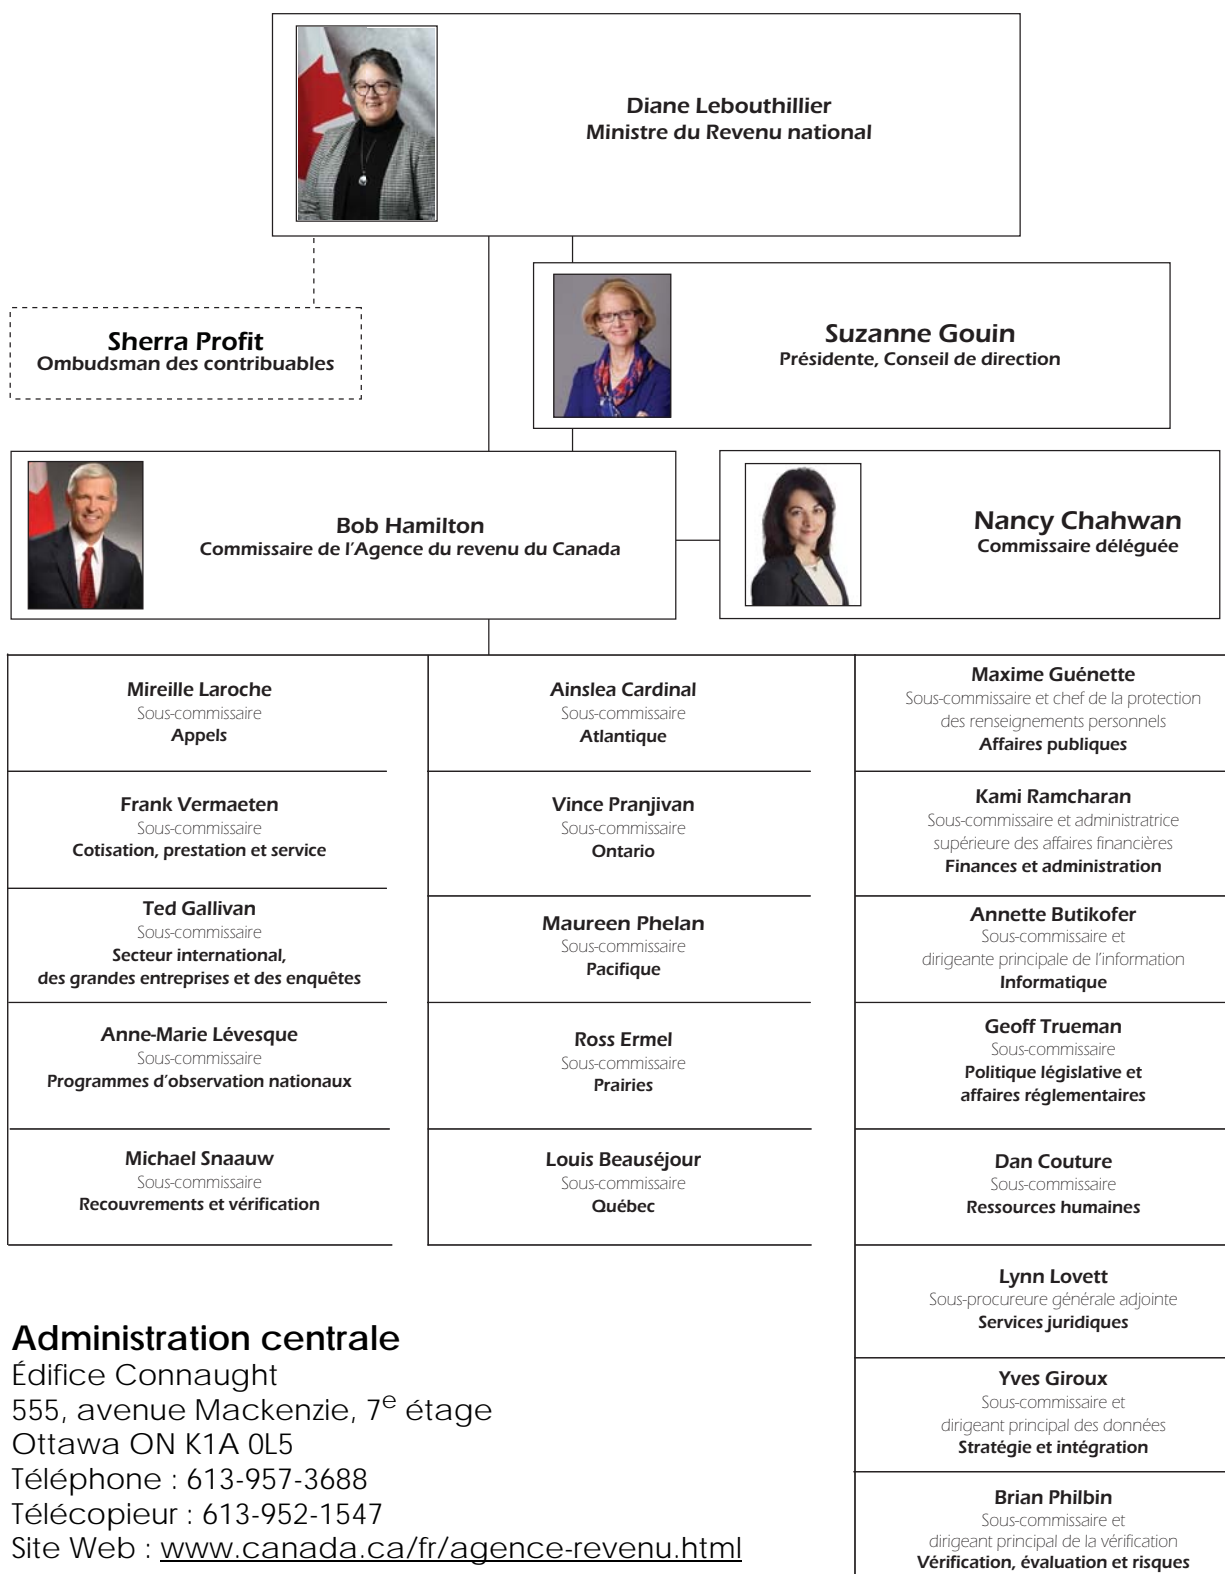 Diane Lebouthillier
Ministre du Revenu national
Sherra Profit
Ombudsman des contribuables
Suzanne Gouin
Présidente, Conseil de direction
Bob Hamilton
Commissaire de l'Agence du revenu du Canada
Nancy Chahwan
Commissaire déléguée
Mireille Laroche
Sous-commissaire
Appels
Frank Vermaeten
Sous-commissaire
Cotisation, prestation et service
Ted Gallivan
Sous-commissaire
Secteur international,
des grandes entreprises et des enquêtes
Anne-Marie Lévesque
Sous-commissaire
Programmes d'observation nationaux
Michael Snaauw
Sous-commissaire
Recouvrements et vérification
Ainslea Cardinal
Sous-commissaire
Atlantique
Vince Pranjivan
Sous-commissaire
Ontario
Maureen Phelan
Sous-commissaire
Pacifique
Ross Ermel
Sous-commissaire
Prairies
Louis Beauséjour
Sous-commissaire
Québec
Maxime Guénette
Sous-commissaire et chef de la protection
des renseignements personnels
Affaires publiques
Kami Ramcharan
Sous-commissaire et administratrice
supérieure des affaires financières
Finances et administration
Annette Butikofer
Sous-commissaire et
dirigeante principale de l'information
Informatique
Geoff Trueman
Sous-commissaire
Politique législative et
affaires réglementaires
Dan Couture
Sous-commissaire
Ressources humaines
Lynn Lovett
Sous-procureure générale adjointe
Services juridiques
Yves Giroux
Sous-commissaire et
dirigeant principal des données
Stratégie et intégration
Brian Philbin
Sous-commissaire et
dirigeant principal de la vérification
Vérification, évaluation et risques
Administration centrale
Édifice Connaught
555, avenue Mackenzie, 7e étage
Ottawa ON K1A 0L5
Téléphone : 613-957-3688
Télécopieur : 613-952-1547
Site Web : www.canada.ca/fr/agence-revenu.html